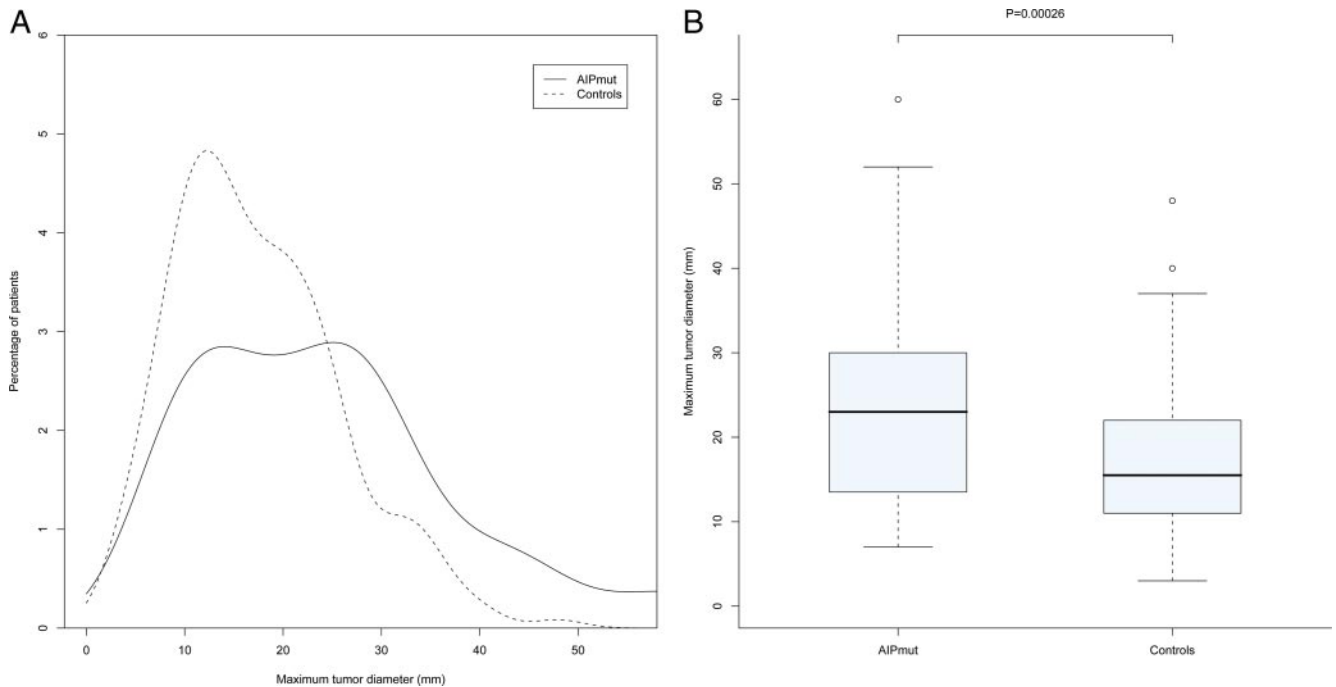 A
6
5
4
3
2
1
0
Percentage of patients
AIPmut
Controls
0 10 20 30 40 50
Maximum tumor diameter (mm)
B
P=0.00026
60
50
40
30
20
10
0
Maximum tumor diameter (mm)
AIPmut Controls